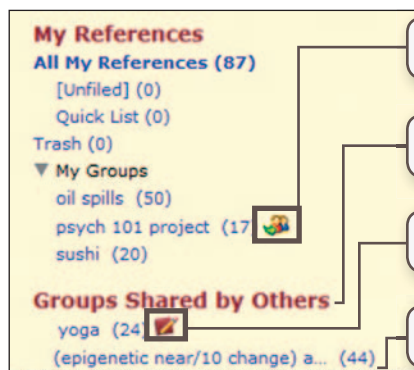 My References
All My References (87)
[Unfiled] (0)
Quick List (0)
Trash (0)
My Groups
oil spills (50)
psych 101 project (17
sushi (20)
Groups Shared by Others
yoga (24)
(epigenetic near/10 change) a... (44)